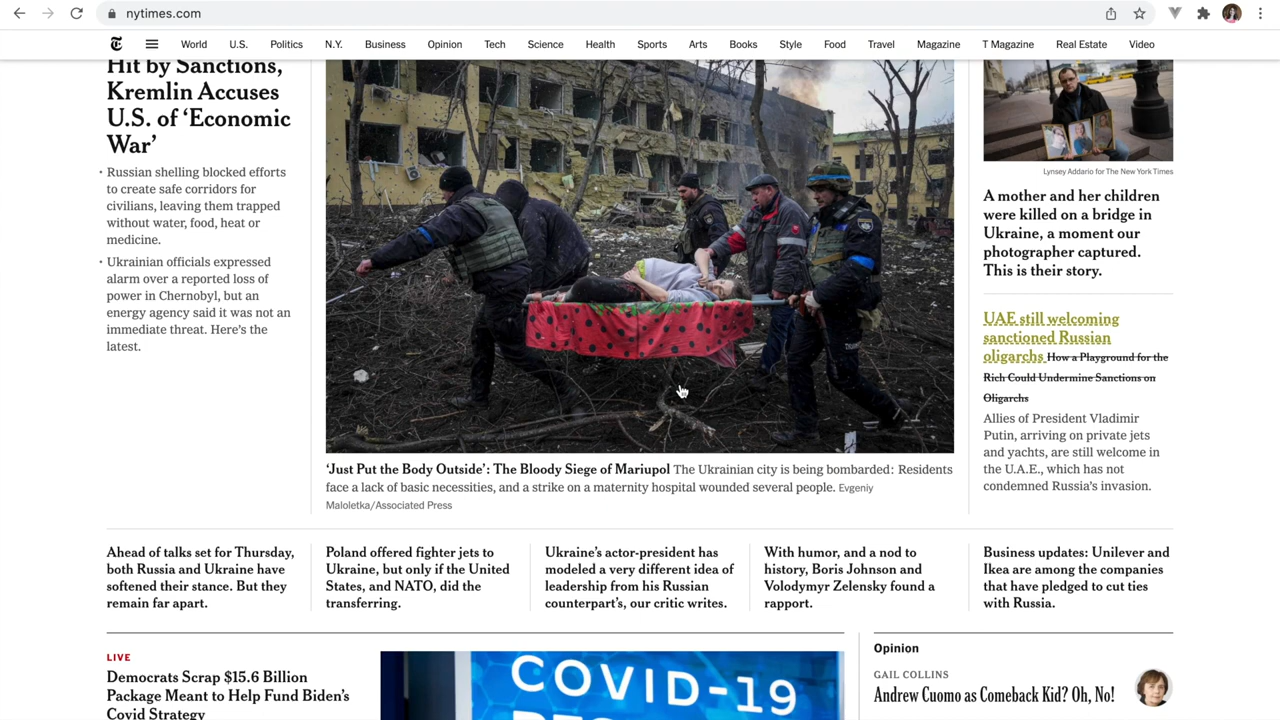 nytimes.com
World U.S. Politics N.Y. Business Opinion Tech Science Health Sports Arts Books Style Food Travel Magazine T Magazine Real Estate Video
Hit by Sanctions,
Kremlin Accuses
U.S. of ‘Economic
War’
Russian shelling blocked efforts
to create safe corridors for
civilians, leaving them trapped
without water, food, heat or
medicine.
Ukrainian officials expressed
alarm over a reported loss of
power in Chernobyl, but an
energy agency said it was not an
immediate threat. Here’s the
latest.
‘Just Put the Body Outside’: The Bloody Siege of Mariupol The Ukrainian city is being bombarded: Residents
face a lack of basic necessities, and a strike on a maternity hospital wounded several people. Evgeniy
Maloletka/Associated Press
Lynsey Addario for The New York Times
A mother and her children
were killed on a bridge in
Ukraine, a moment our
photographer captured.
This is their story.
UAE still welcoming
sanctioned Russian
oligarchs How a Playground for the
Rich Could Undermine Sanctions on
Oligarchs
Allies of President Vladimir
Putin, arriving on private jets
and yachts, are still welcome in
the U.A.E., which has not
condemned Russia’s invasion.
Ahead of talks set for Thursday,
both Russia and Ukraine have
softened their stance. But they
remain far apart.
Poland offered fighter jets to
Ukraine, but only if the United
States, and NATO, did the
transferring.
Ukraine’s actor-president has
modeled a very different idea of
leadership from his Russian
counterpart’s, our critic writes.
With humor, and a nod to
history, Boris Johnson and
Volodymyr Zelensky found a
rapport.
Business updates: Unilever and
Ikea are among the companies
that have pledged to cut ties
with Russia.
LIVE
Democrats Scrap $15.6 Billion
Package Meant to Help Fund Biden’s
Covid Strategy
COVID-19
Opinion
GAIL COLLINS
Andrew Cuomo as Comeback Kid? Oh, No!